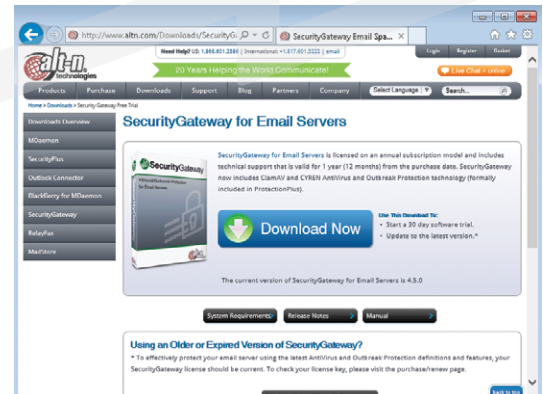 http://www.altn.com/Downloads/SecurityG
SecurityGateway Email Spa...
alt-n
technologies
Need Help? US: 1.866.601.2586 | International: +1.817.601.3222 | email
Login Register Basket
20 Years Helping the World Communicate!
Live Chat - online
Products Purchase Downloads Support Blog Partners Company Select Language Search...
Home > Downloads > Security Gateway Free Trial
Downloads Overview
MDaemon
SecurityPlus
Outlook Connector
BlackBerry for MDaemon
SecurityGateway
RelayFax
MailStore
SecurityGateway for Email Servers
SecurityGateway
for Email Servers
SecurityGateway for Email Servers is licensed on an annual subscription model and includes
technical support that is valid for 1 year (12 months) from the purchase date. SecurityGateway
now includes ClamAV and CYREN AntiVirus and Outbreak Protection technology (formally
included in ProtectionPlus).
Download Now
Use This Download To:
• Start a 30 day software trial.
• Update to the latest version.*
The current version of SecurityGateway for Email Servers is 4.5.0
System Requirements Release Notes Manual
Using an Older or Expired Version of SecurityGateway?
* To effectively protect your email server using the latest AntiVirus and Outbreak Protection definitions and features, your
SecurityGateway license should be current. To check your license key, please visit the purchase/renew page.
back to top